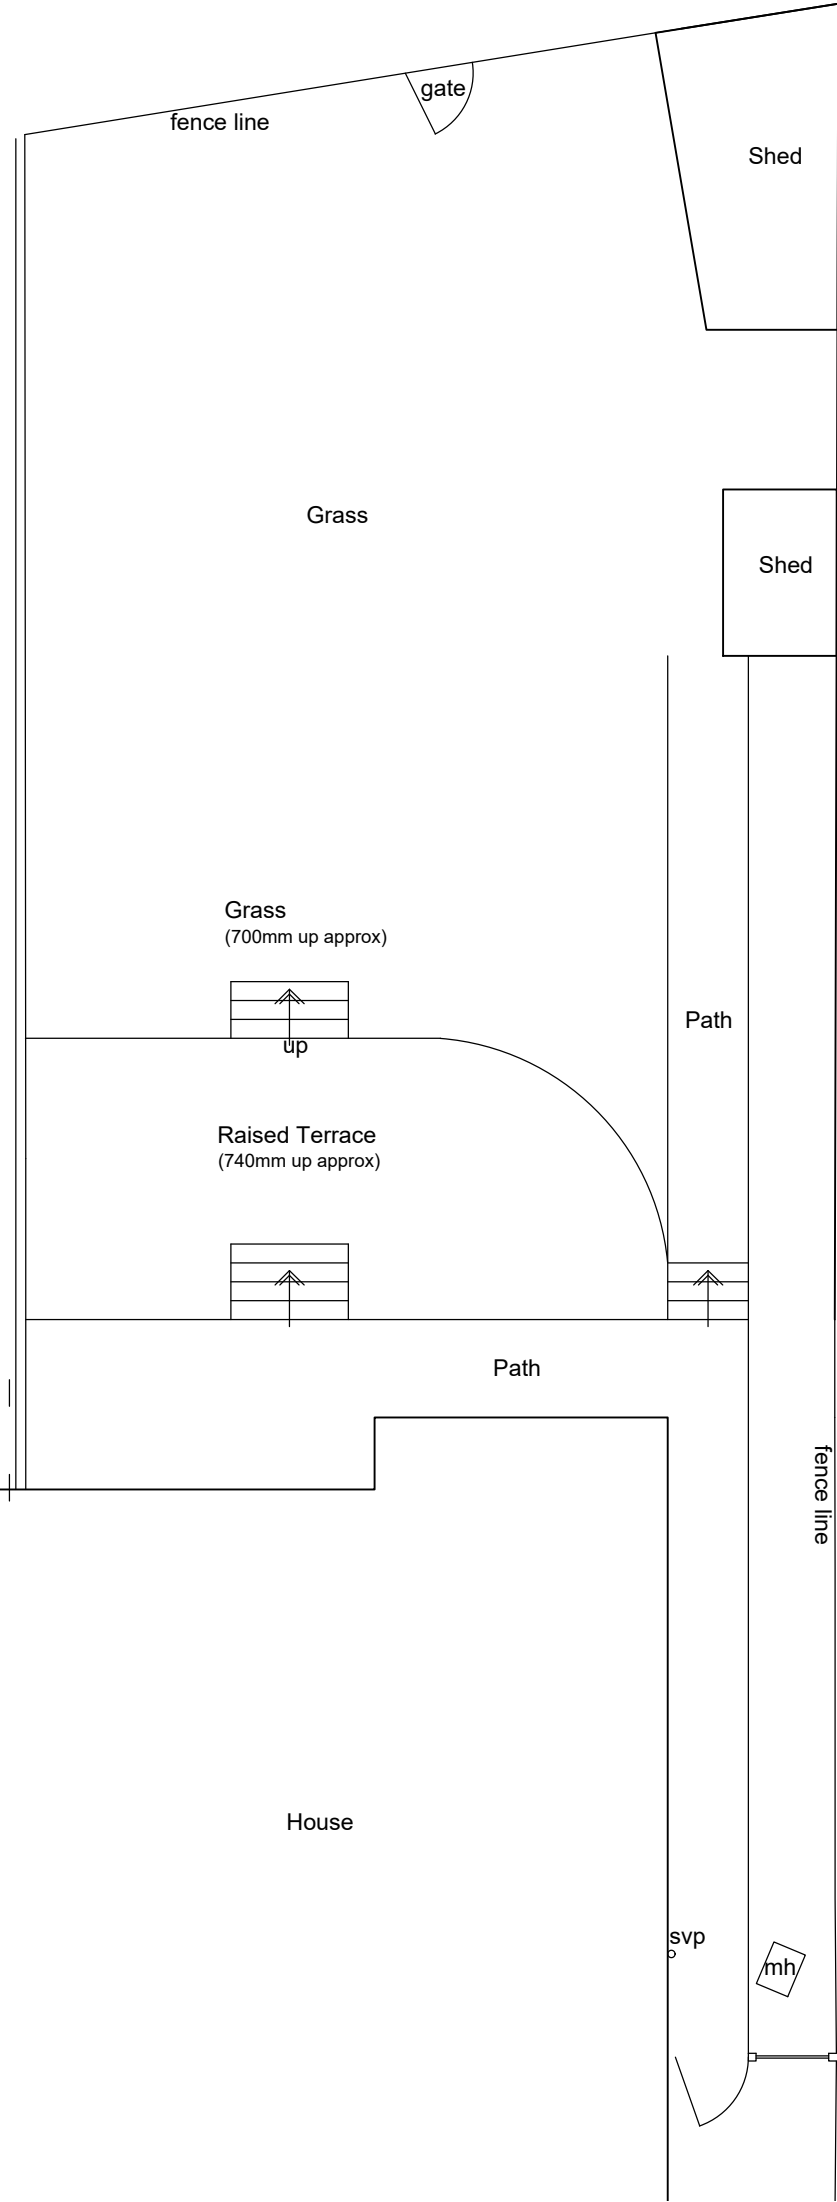 gate
fence line
Shed
Grass
Shed
Grass
(700mm up approx)
Path
up
Raised Terrace
(740mm up approx)
Path
fence line
House
svp
mh